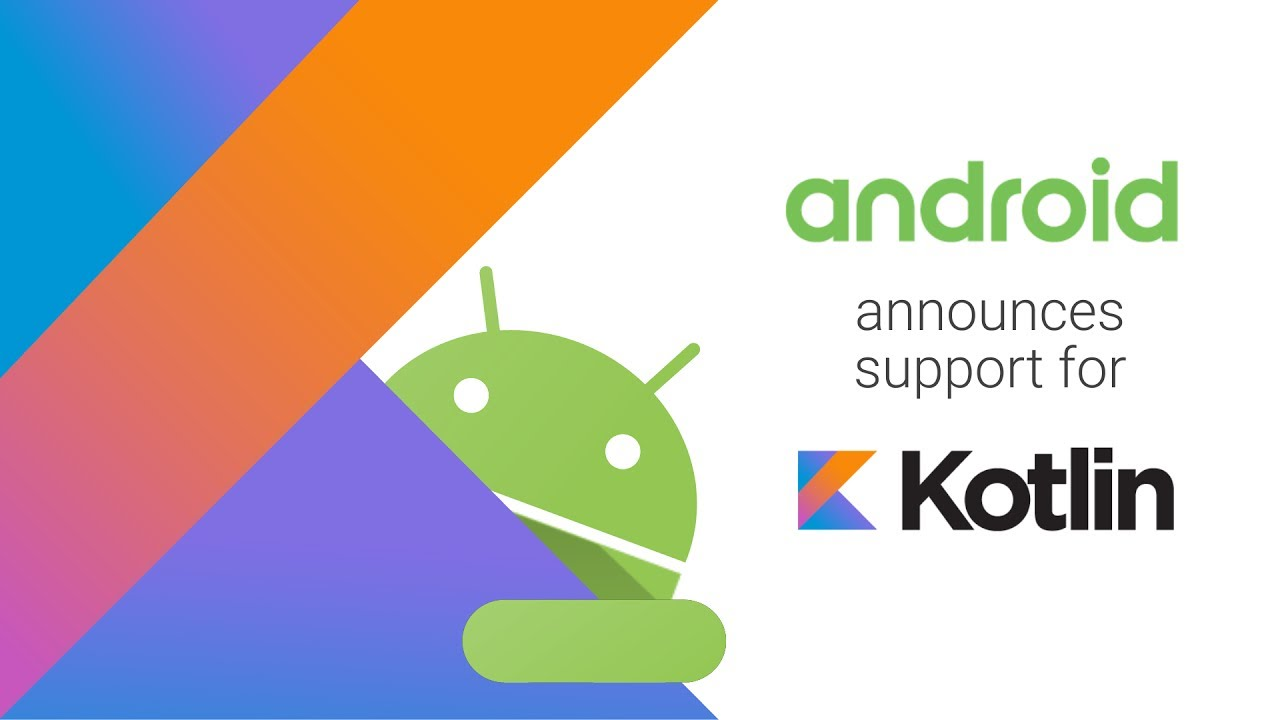 android
announces
support for
Kotlin